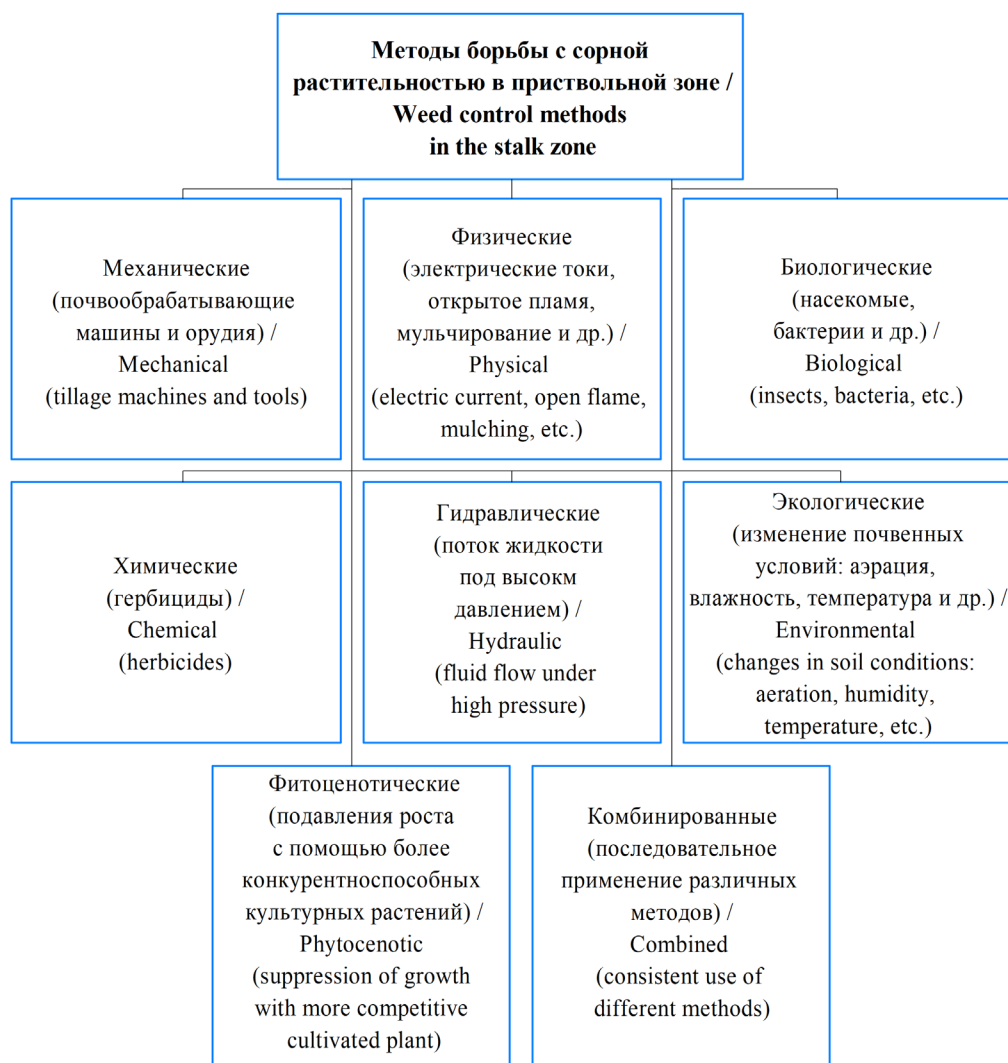 Методы борьбы с сорной
растительностью в приствольной зоне /
Weed control methods
in the stalk zone
Механические
(почвообрабатывающие
машины и орудия) /
Mechanical
(tillage machines and tools)
Физические
(электрические токи,
открытое пламя,
мульчирование и др.) /
Physical
(electric current, open flame,
mulching, etc.)
Биологические
(насекомые,
бактерии и др.) /
Biological
(insects, bacteria, etc.)
Химические
(гербициды) /
Chemical
(herbicides)
Гидравлические
(поток жидкости
под высокм
давлением) /
Hydraulic
(fluid flow under
high pressure)
Экологические
(изменение почвенных
условий: аэрация,
влажность, температура и др.) /
Environmental
(changes in soil conditions:
aeration, humidity,
temperature, etc.)
Фитоценотические
(подавления роста
с помощью более
конкурентноспособных
культурных растений) /
Phytocenotic
(suppression of growth
with more competitive
cultivated plant)
Комбинированные
(последовательное
применение различных
методов) /
Combined
(consistent use of
different methods)